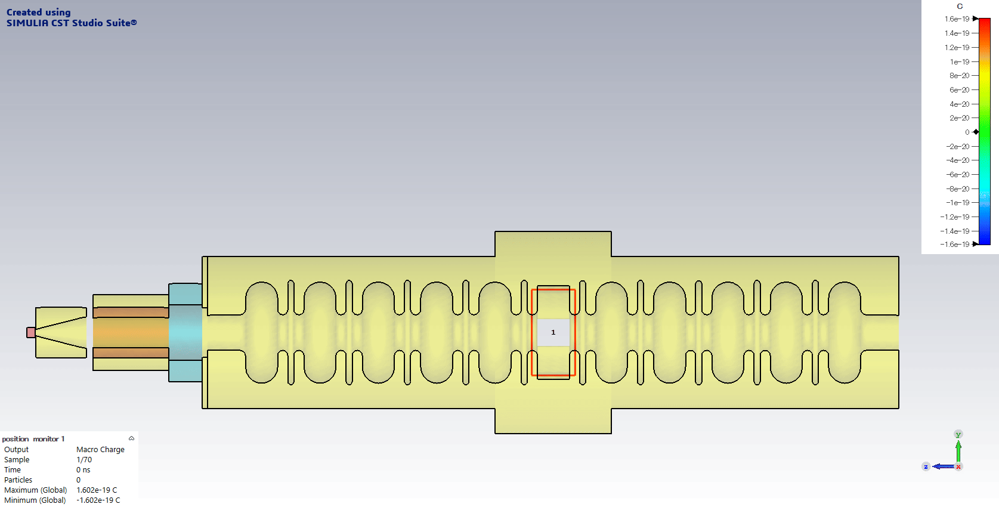 Created using
SIMULIA CST Studio Suite®
C
1.6e-19
1.4e-19
1.2e-19
1e-19
8e-20
6e-20
4e-20
2e-20
0
-2e-20
-4e-20
-6e-20
-8e-20
-1e-19
-1.2e-19
-1.4e-19
-1.6e-19
1
position monitor 1
Output Macro Charge
Sample 1/70
Time 0 ns
Particles 0
Maximum (Global) 1.602e-19 C
Minimum (Global) -1.602e-19 C
y
z x